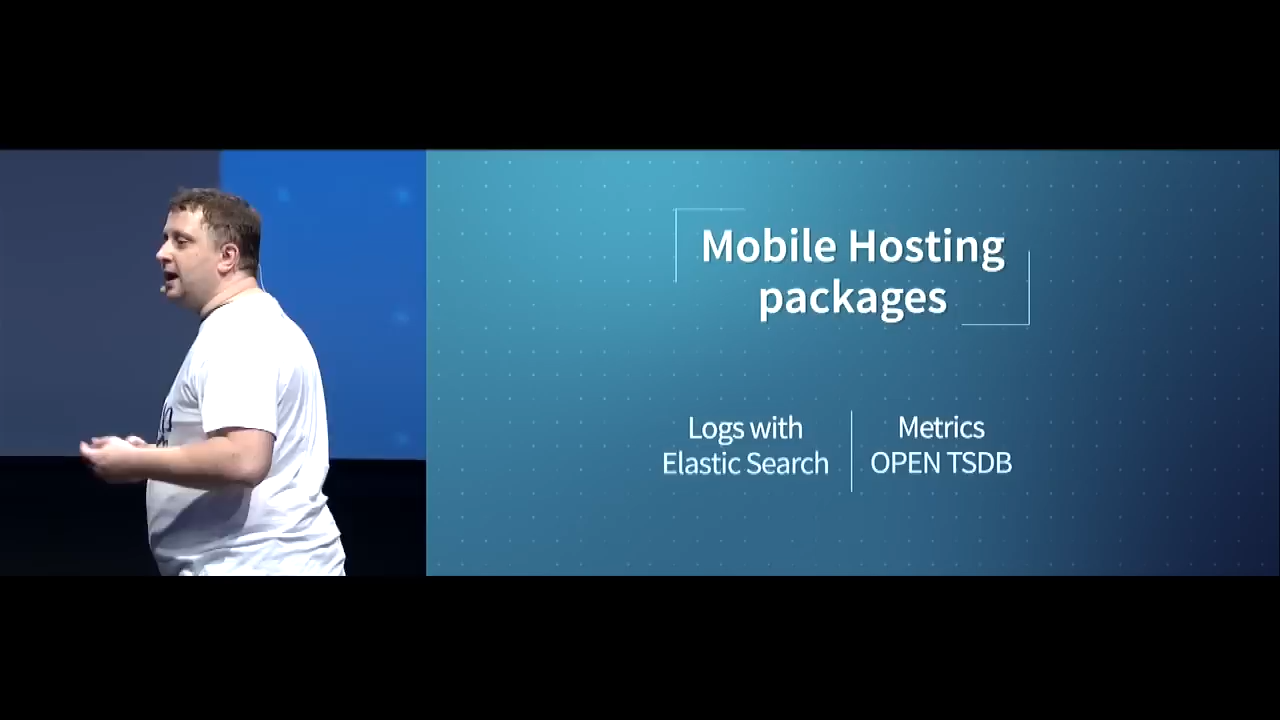 Mobile Hosting
packages
Logs with
Elastic Search
Metrics
OPEN TSDB